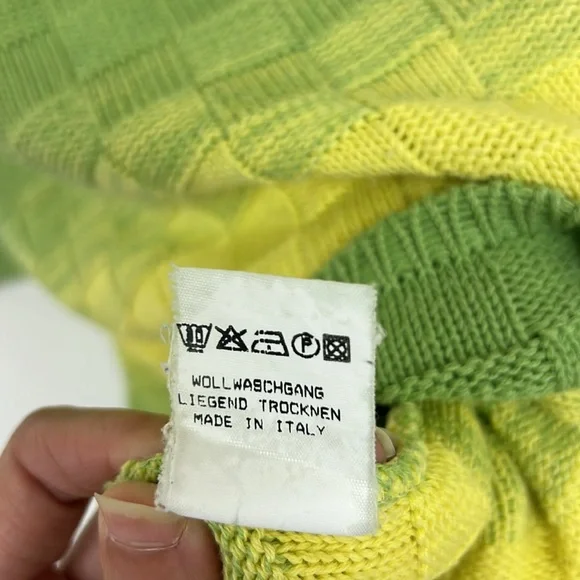 P
WOLLWASCHGANG
LIEGEND TROCKNEN
MADE IN ITALY